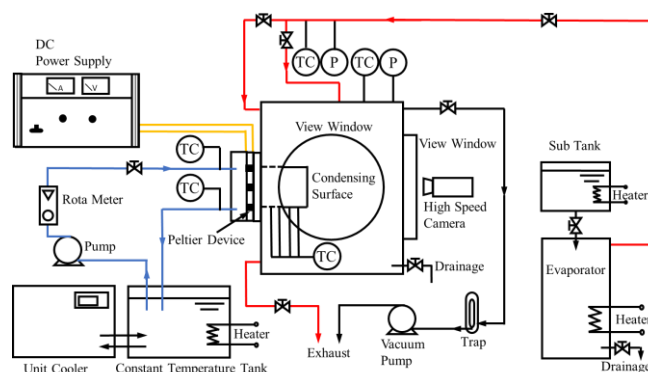 DC
Power Supply
A
V
TC
P
TC
P
View Window
View Window
Sub Tank
TC
Condensing
Surface
TC
Heater
Rota Meter
High Speed
Camera
Peltier Device
Pump
TC
Evaporator
Drainage
Heater
Heater
Unit Cooler
Constant Temperature Tank
Exhaust
Vacuum
Pump
Trap
Drainage